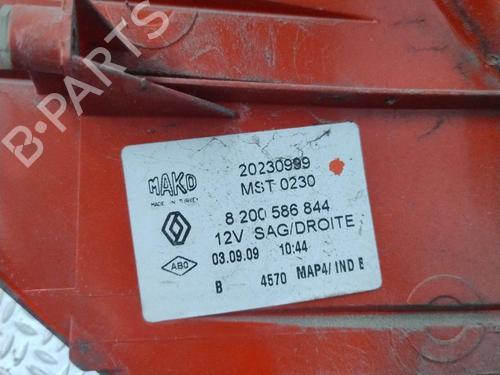 B-PARTS
MAKO
MADE IN TURKEY
20230999
MST 0230
8 200 586 844
12V SAG/DROITE
ABO
03.09.09 10:44
B 4570 MAP4/ IND B